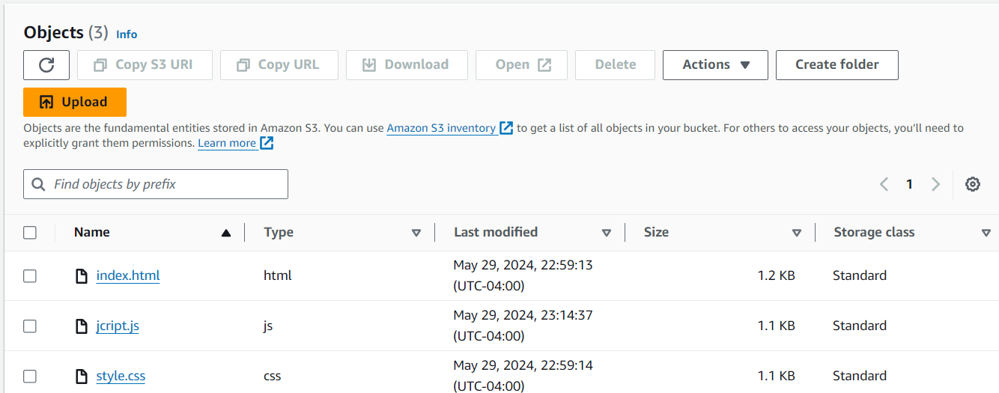 Objects (3) Info
Copy S3 URI Copy URL Download Open Delete Actions Create folder
Upload
Objects are the fundamental entities stored in Amazon S3. You can use Amazon S3 inventory to get a list of all objects in your bucket. For others to access your objects, you’ll need to
explicitly grant them permissions. Learn more
Find objects by prefix 1
Name Type Last modified Size Storage class
index.html html May 29, 2024, 22:59:13 1.2 KB Standard
(UTC-04:00)
jcript.js js May 29, 2024, 23:14:37 1.1 KB Standard
(UTC-04:00)
style.css css May 29, 2024, 22:59:14 1.1 KB Standard
(UTC-04:00)